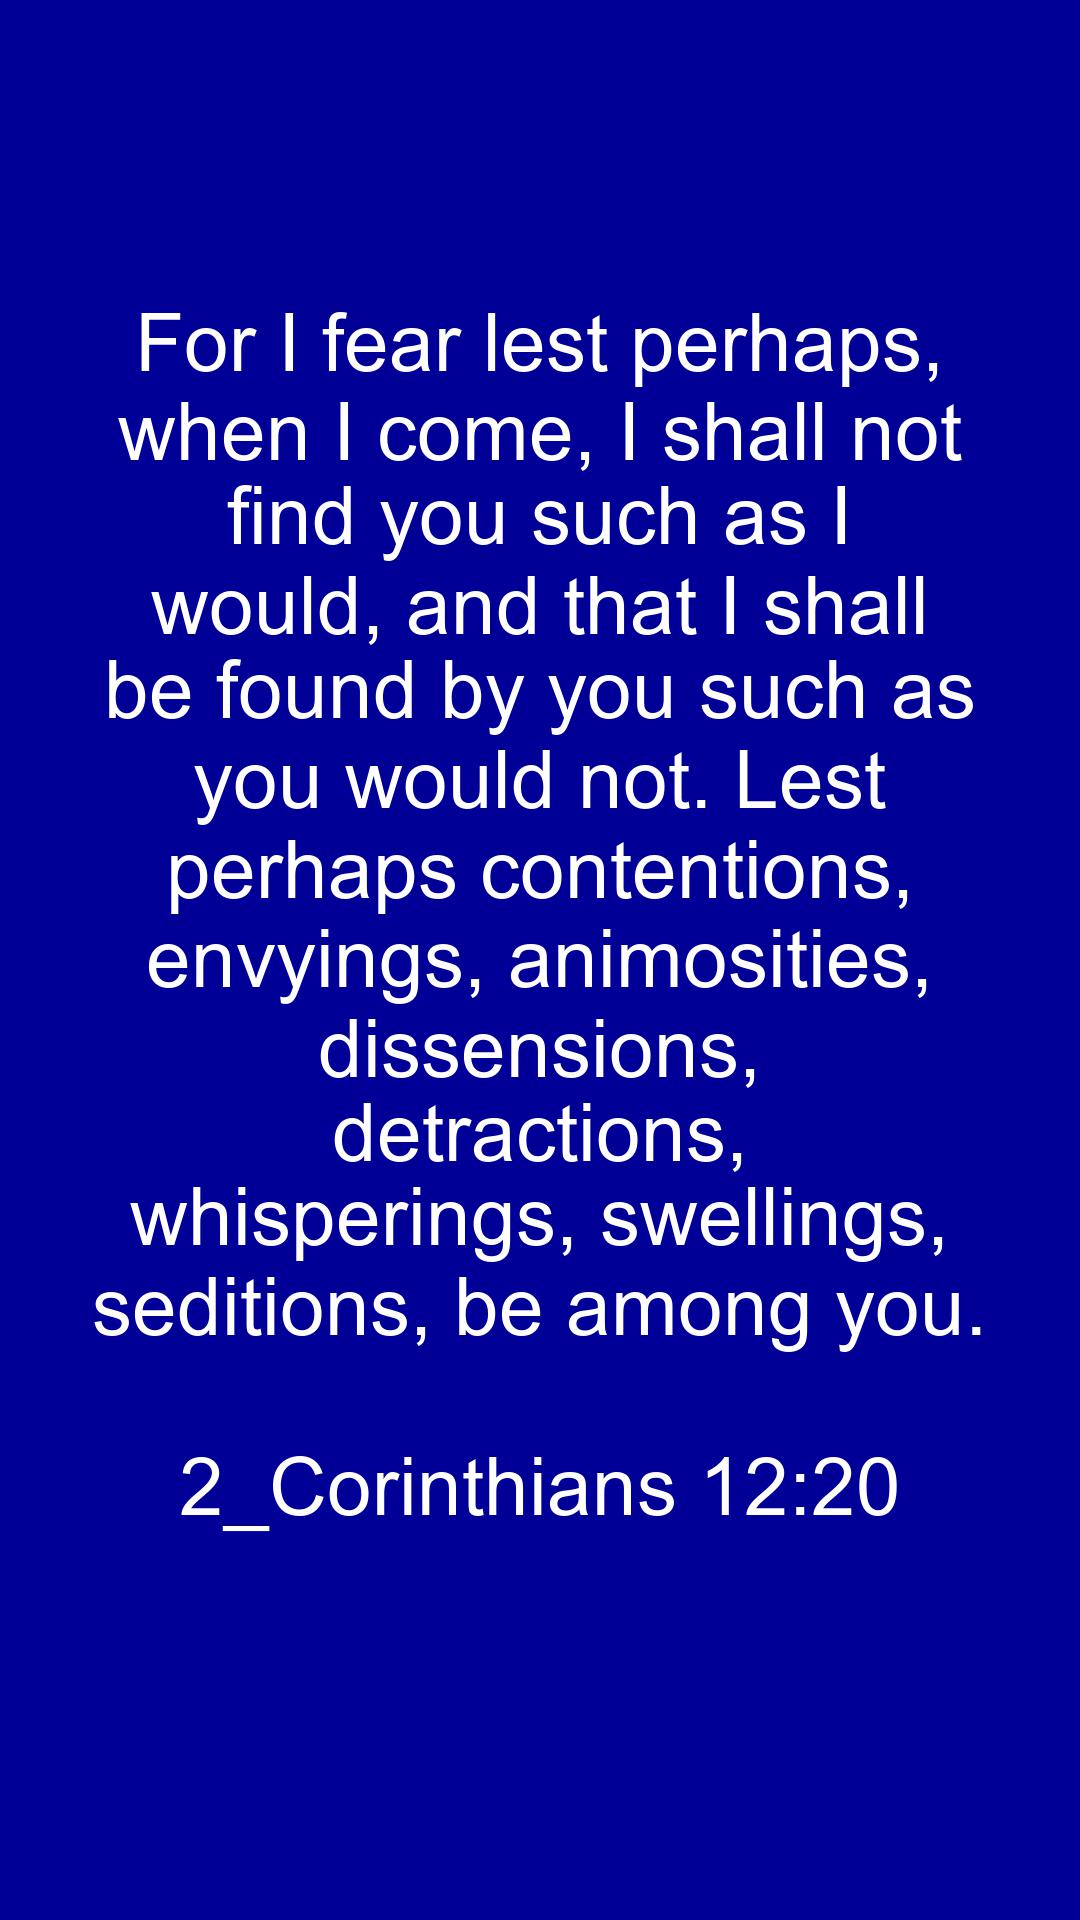 For I fear lest perhaps,
when I come, I shall not
find you such as I
would, and that I shall
be found by you such as
you would not. Lest
perhaps contentions,
envyings, animosities,
dissensions,
detractions,
whisperings, swellings,
seditions, be among you.
2_Corinthians 12:20